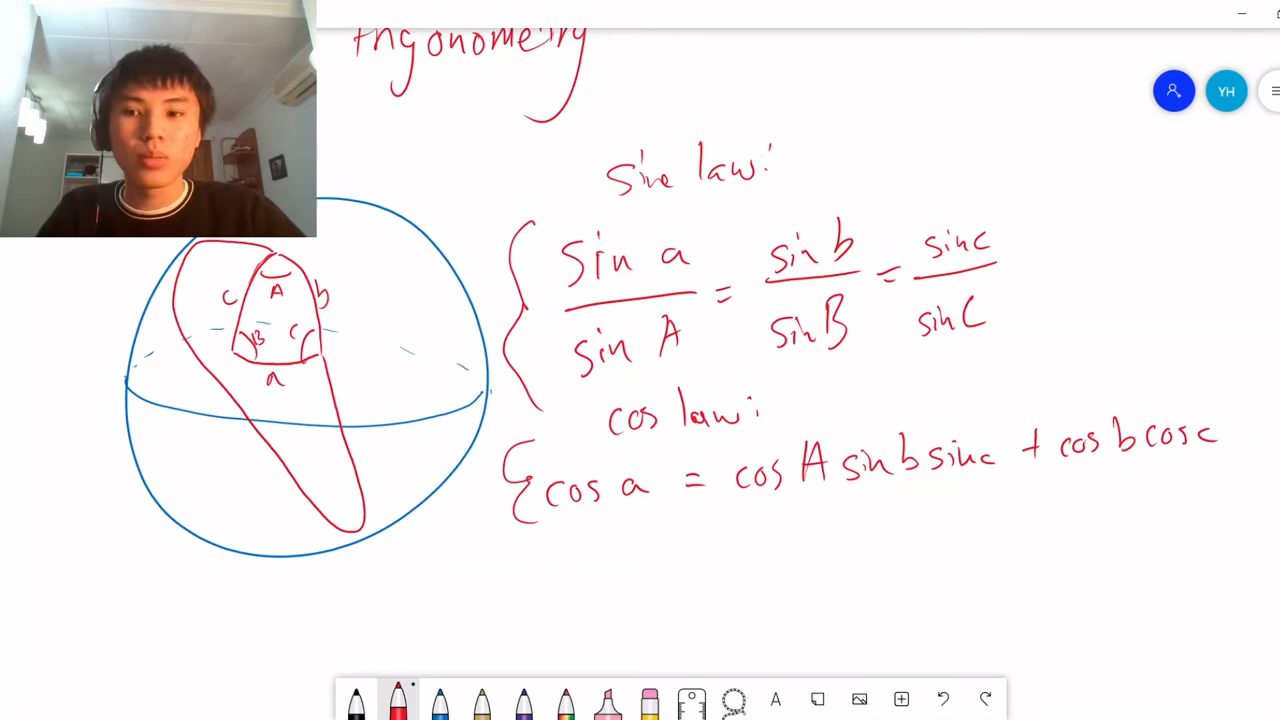 trigonometry
sine law:
sin a / sin A = sin b / sin B = sin c / sin C
cos law:
cos a = cos A sin b sin c + cos b cos c
c A b
B C
a
YH
A